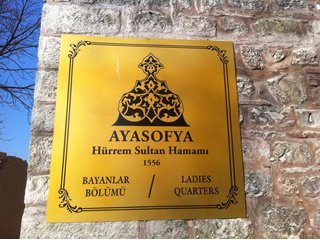 AYASOFYA
Hürrem Sultan Hamamı
1556
BAYANLAR / LADIES
BÖLÜMÜ QUARTERS